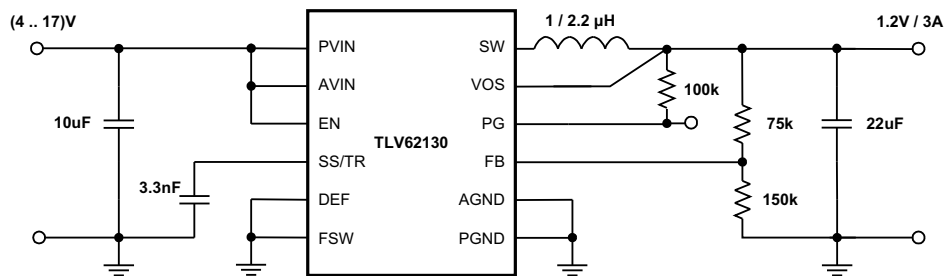 (4 .. 17)V
1 / 2.2 µH
1.2V / 3A
PVIN
SW
AVIN
VOS
100k
10uF
EN
PG
75k
22uF
TLV62130
SS/TR
FB
3.3nF
DEF
AGND
150k
FSW
PGND